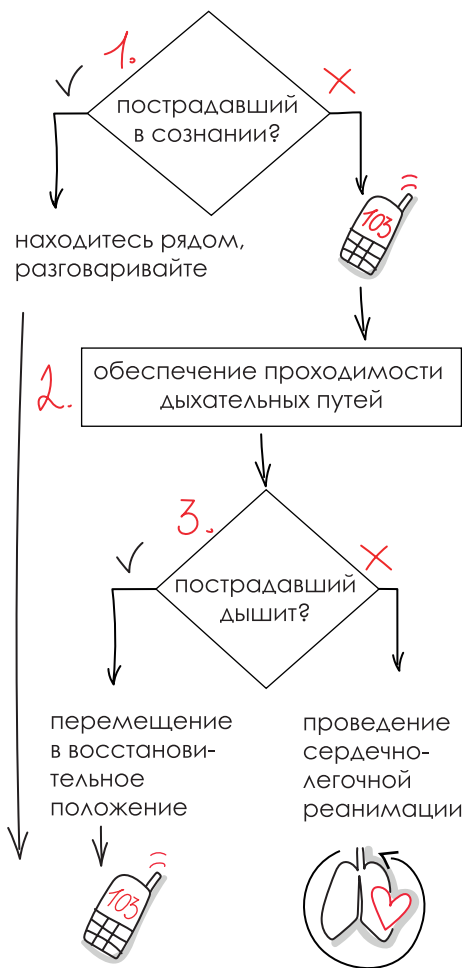 1.
пострадавший
в сознании?
находитесь рядом,
разговаривайте
103
2.
обеспечение проходимости
дыхательных путей
3.
пострадавший
дышит?
перемещение
в восстанови-
тельное
положение
проведение
сердечно-
легочной
реанимации
103